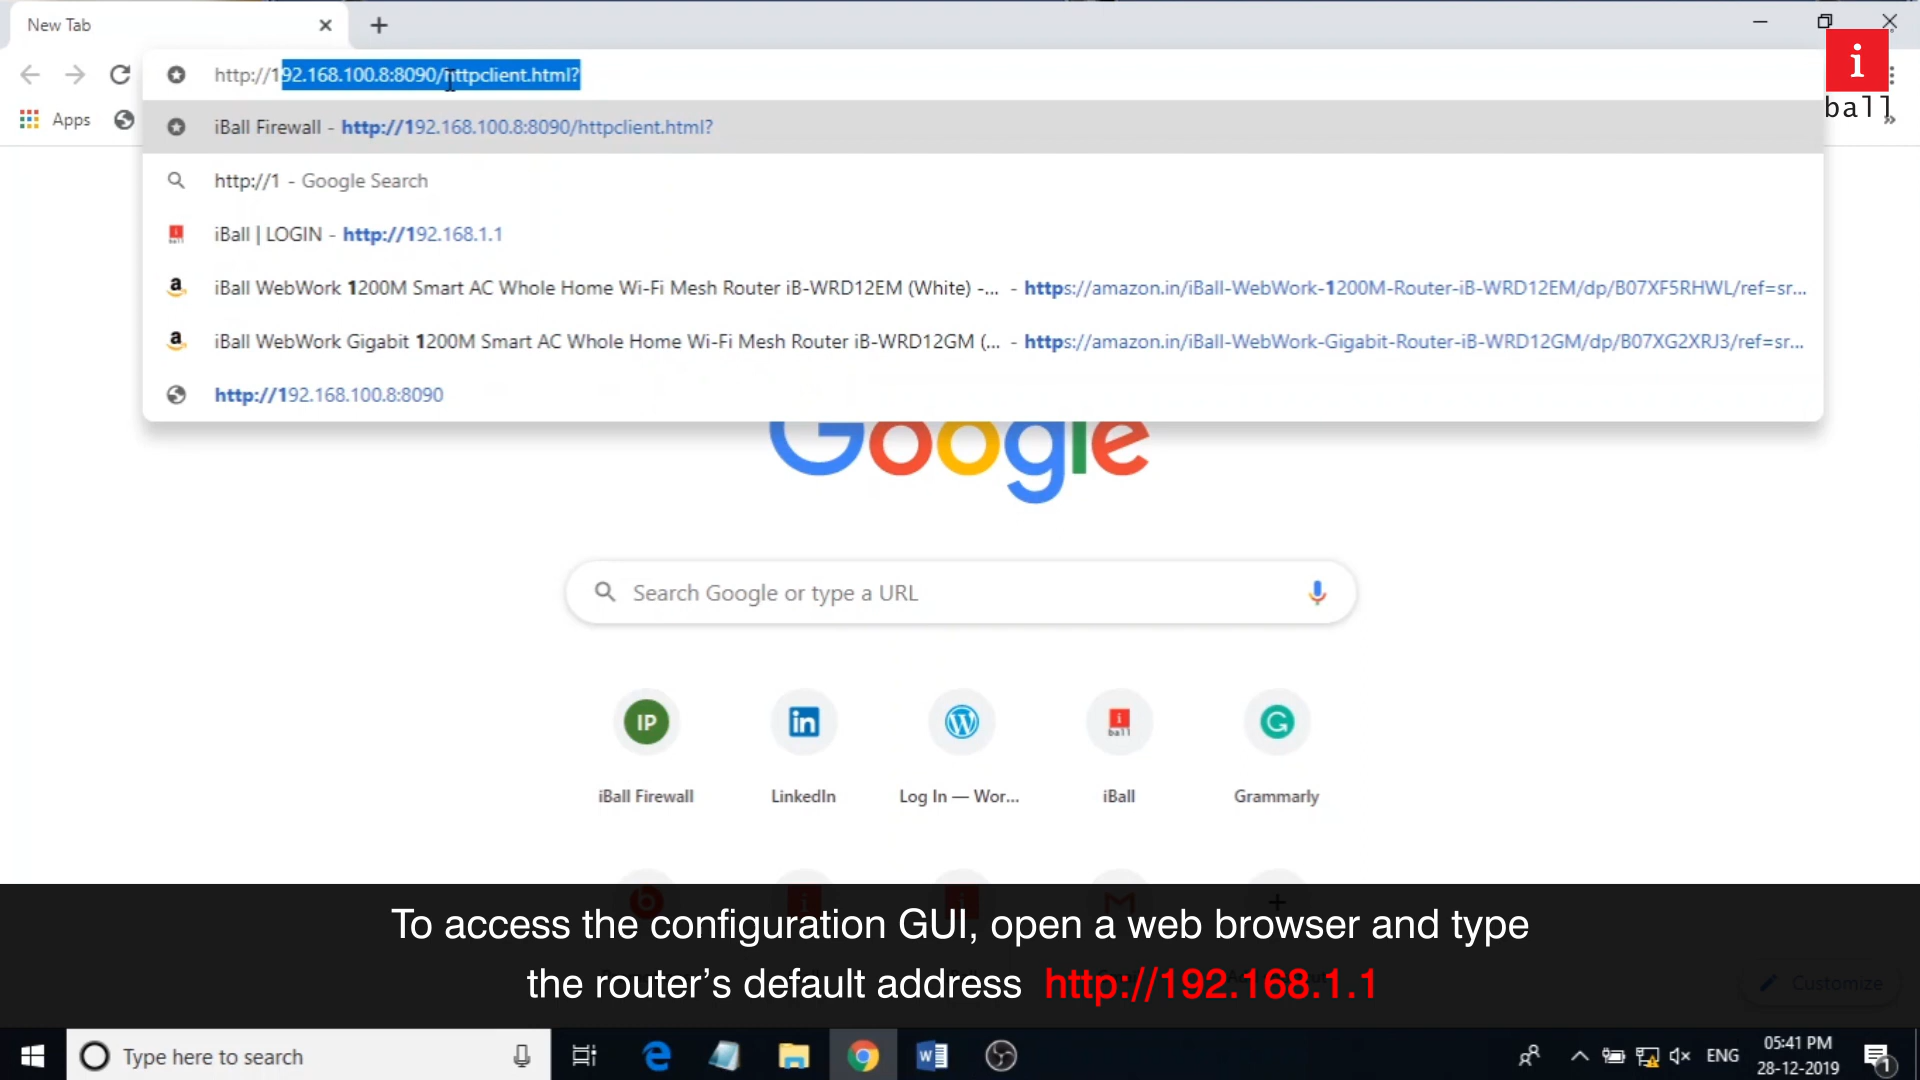 New Tab
http://192.168.100.8:8090/httpclient.html?
i
ball
Apps
iBall Firewall - http://192.168.100.8:8090/httpclient.html?
http://1 - Google Search
iBall | LOGIN - http://192.168.1.1
iBall WebWork 1200M Smart AC Whole Home Wi-Fi Mesh Router iB-WRD12EM (White) -... - https://amazon.in/iBall-WebWork-1200M-Router-iB-WRD12EM/dp/B07XF5RHWL/ref=sr...
iBall WebWork Gigabit 1200M Smart AC Whole Home Wi-Fi Mesh Router iB-WRD12GM (... - https://amazon.in/iBall-WebWork-Gigabit-Router-iB-WRD12GM/dp/B07XG2XRJ3/ref=sr...
http://192.168.100.8:8090
Google
Search Google or type a URL
IP
in
i
ball
iBall Firewall
LinkedIn
Log In — Wor...
iBall
Grammarly
To access the configuration GUI, open a web browser and type
the router's default address http://192.168.1.1
Customize
Type here to search
ENG
05:41 PM
28-12-2019
1